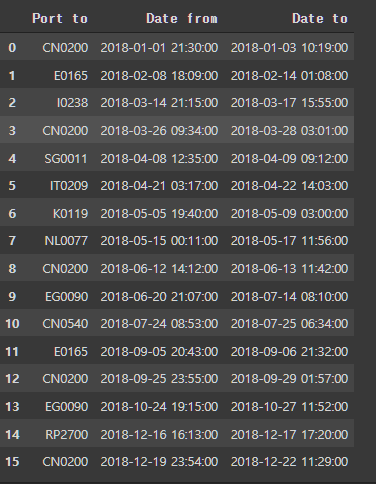 Port to Date from Date to
0 CN0200 2018-01-01 21:30:00 2018-01-03 10:19:00
1 E0165 2018-02-08 18:09:00 2018-02-14 01:08:00
2 I0238 2018-03-14 21:15:00 2018-03-17 15:55:00
3 CN0200 2018-03-26 09:34:00 2018-03-28 03:01:00
4 SG0011 2018-04-08 12:35:00 2018-04-09 09:12:00
5 IT0209 2018-04-21 03:17:00 2018-04-22 14:03:00
6 K0119 2018-05-05 19:40:00 2018-05-09 03:00:00
7 NL0077 2018-05-15 00:11:00 2018-05-17 11:56:00
8 CN0200 2018-06-12 14:12:00 2018-06-13 11:42:00
9 EG0090 2018-06-20 21:07:00 2018-07-14 08:10:00
10 CN0540 2018-07-24 08:53:00 2018-07-25 06:34:00
11 E0165 2018-09-05 20:43:00 2018-09-06 21:32:00
12 CN0200 2018-09-25 23:55:00 2018-09-29 01:57:00
13 EG0090 2018-10-24 19:15:00 2018-10-27 11:52:00
14 RP2700 2018-12-16 16:13:00 2018-12-17 17:20:00
15 CN0200 2018-12-19 23:54:00 2018-12-22 11:29:00